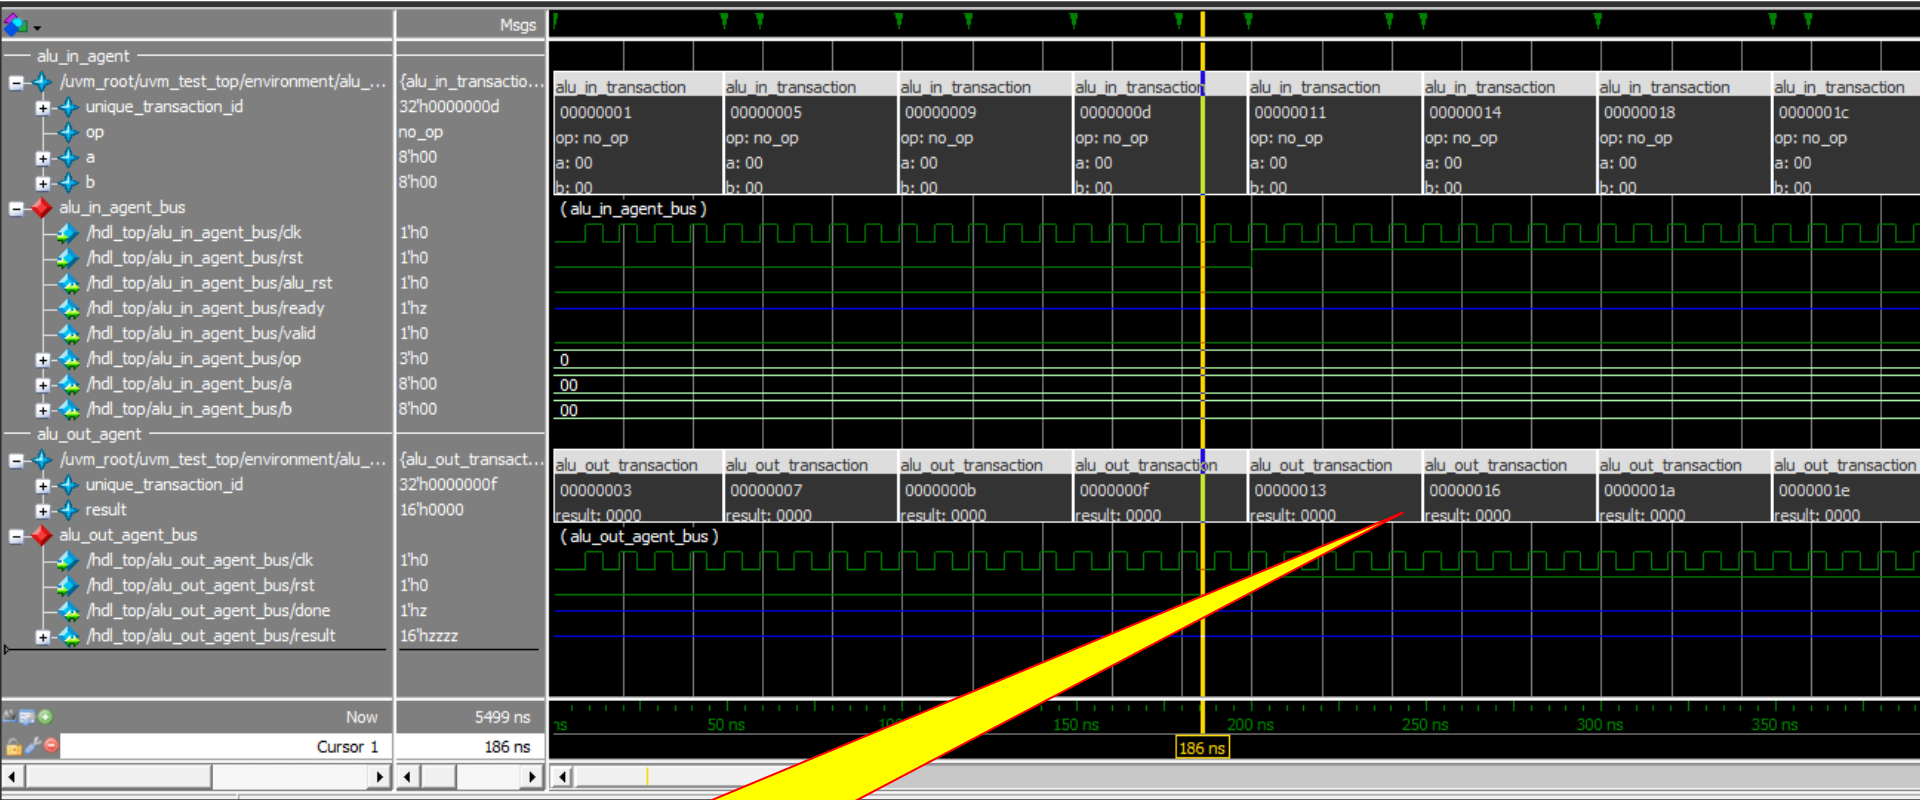 Msgs
alu_in_agent
/uvm_root/uvm_test_top/environment/alu_... {alu_in_transactio... alu_in_transaction alu_in_transaction alu_in_transaction alu_in_transaction alu_in_transaction alu_in_transaction alu_in_transaction alu_in_transaction
unique_transaction_id 32'h0000000d 00000001 00000005 00000009 0000000d 00000011 00000014 00000018 0000001c
op no_op op: no_op op: no_op op: no_op op: no_op op: no_op op: no_op op: no_op op: no_op
a 8'h00 a: 00 a: 00 a: 00 a: 00 a: 00 a: 00 a: 00 a: 00
b 8'h00 b: 00 b: 00 b: 00 b: 00 b: 00 b: 00 b: 00 b: 00
alu_in_agent_bus ( alu_in_agent_bus )
/hdl_top/alu_in_agent_bus/clk 1'h0
/hdl_top/alu_in_agent_bus/rst 1'h0
/hdl_top/alu_in_agent_bus/alu_rst 1'h0
/hdl_top/alu_in_agent_bus/ready 1'hz
/hdl_top/alu_in_agent_bus/valid 1'h0
/hdl_top/alu_in_agent_bus/op 3'h0 0
/hdl_top/alu_in_agent_bus/a 8'h00 00
/hdl_top/alu_in_agent_bus/b 8'h00 00
alu_out_agent
/uvm_root/uvm_test_top/environment/alu_... {alu_out_transact... alu_out_transaction alu_out_transaction alu_out_transaction alu_out_transaction alu_out_transaction alu_out_transaction alu_out_transaction alu_out_transaction
unique_transaction_id 32'h0000000f 00000003 00000007 0000000b 0000000f 00000013 00000016 0000001a 0000001e
result 16'h0000 result: 0000 result: 0000 result: 0000 result: 0000 result: 0000 result: 0000 result: 0000 result: 0000
alu_out_agent_bus ( alu_out_agent_bus )
/hdl_top/alu_out_agent_bus/clk 1'h0
/hdl_top/alu_out_agent_bus/rst 1'h0
/hdl_top/alu_out_agent_bus/done 1'hz
/hdl_top/alu_out_agent_bus/result 16'hzzzz
Now 5499 ns 50 ns 150 ns 200 ns 250 ns 300 ns 350 ns
Cursor 1 186 ns 186 ns